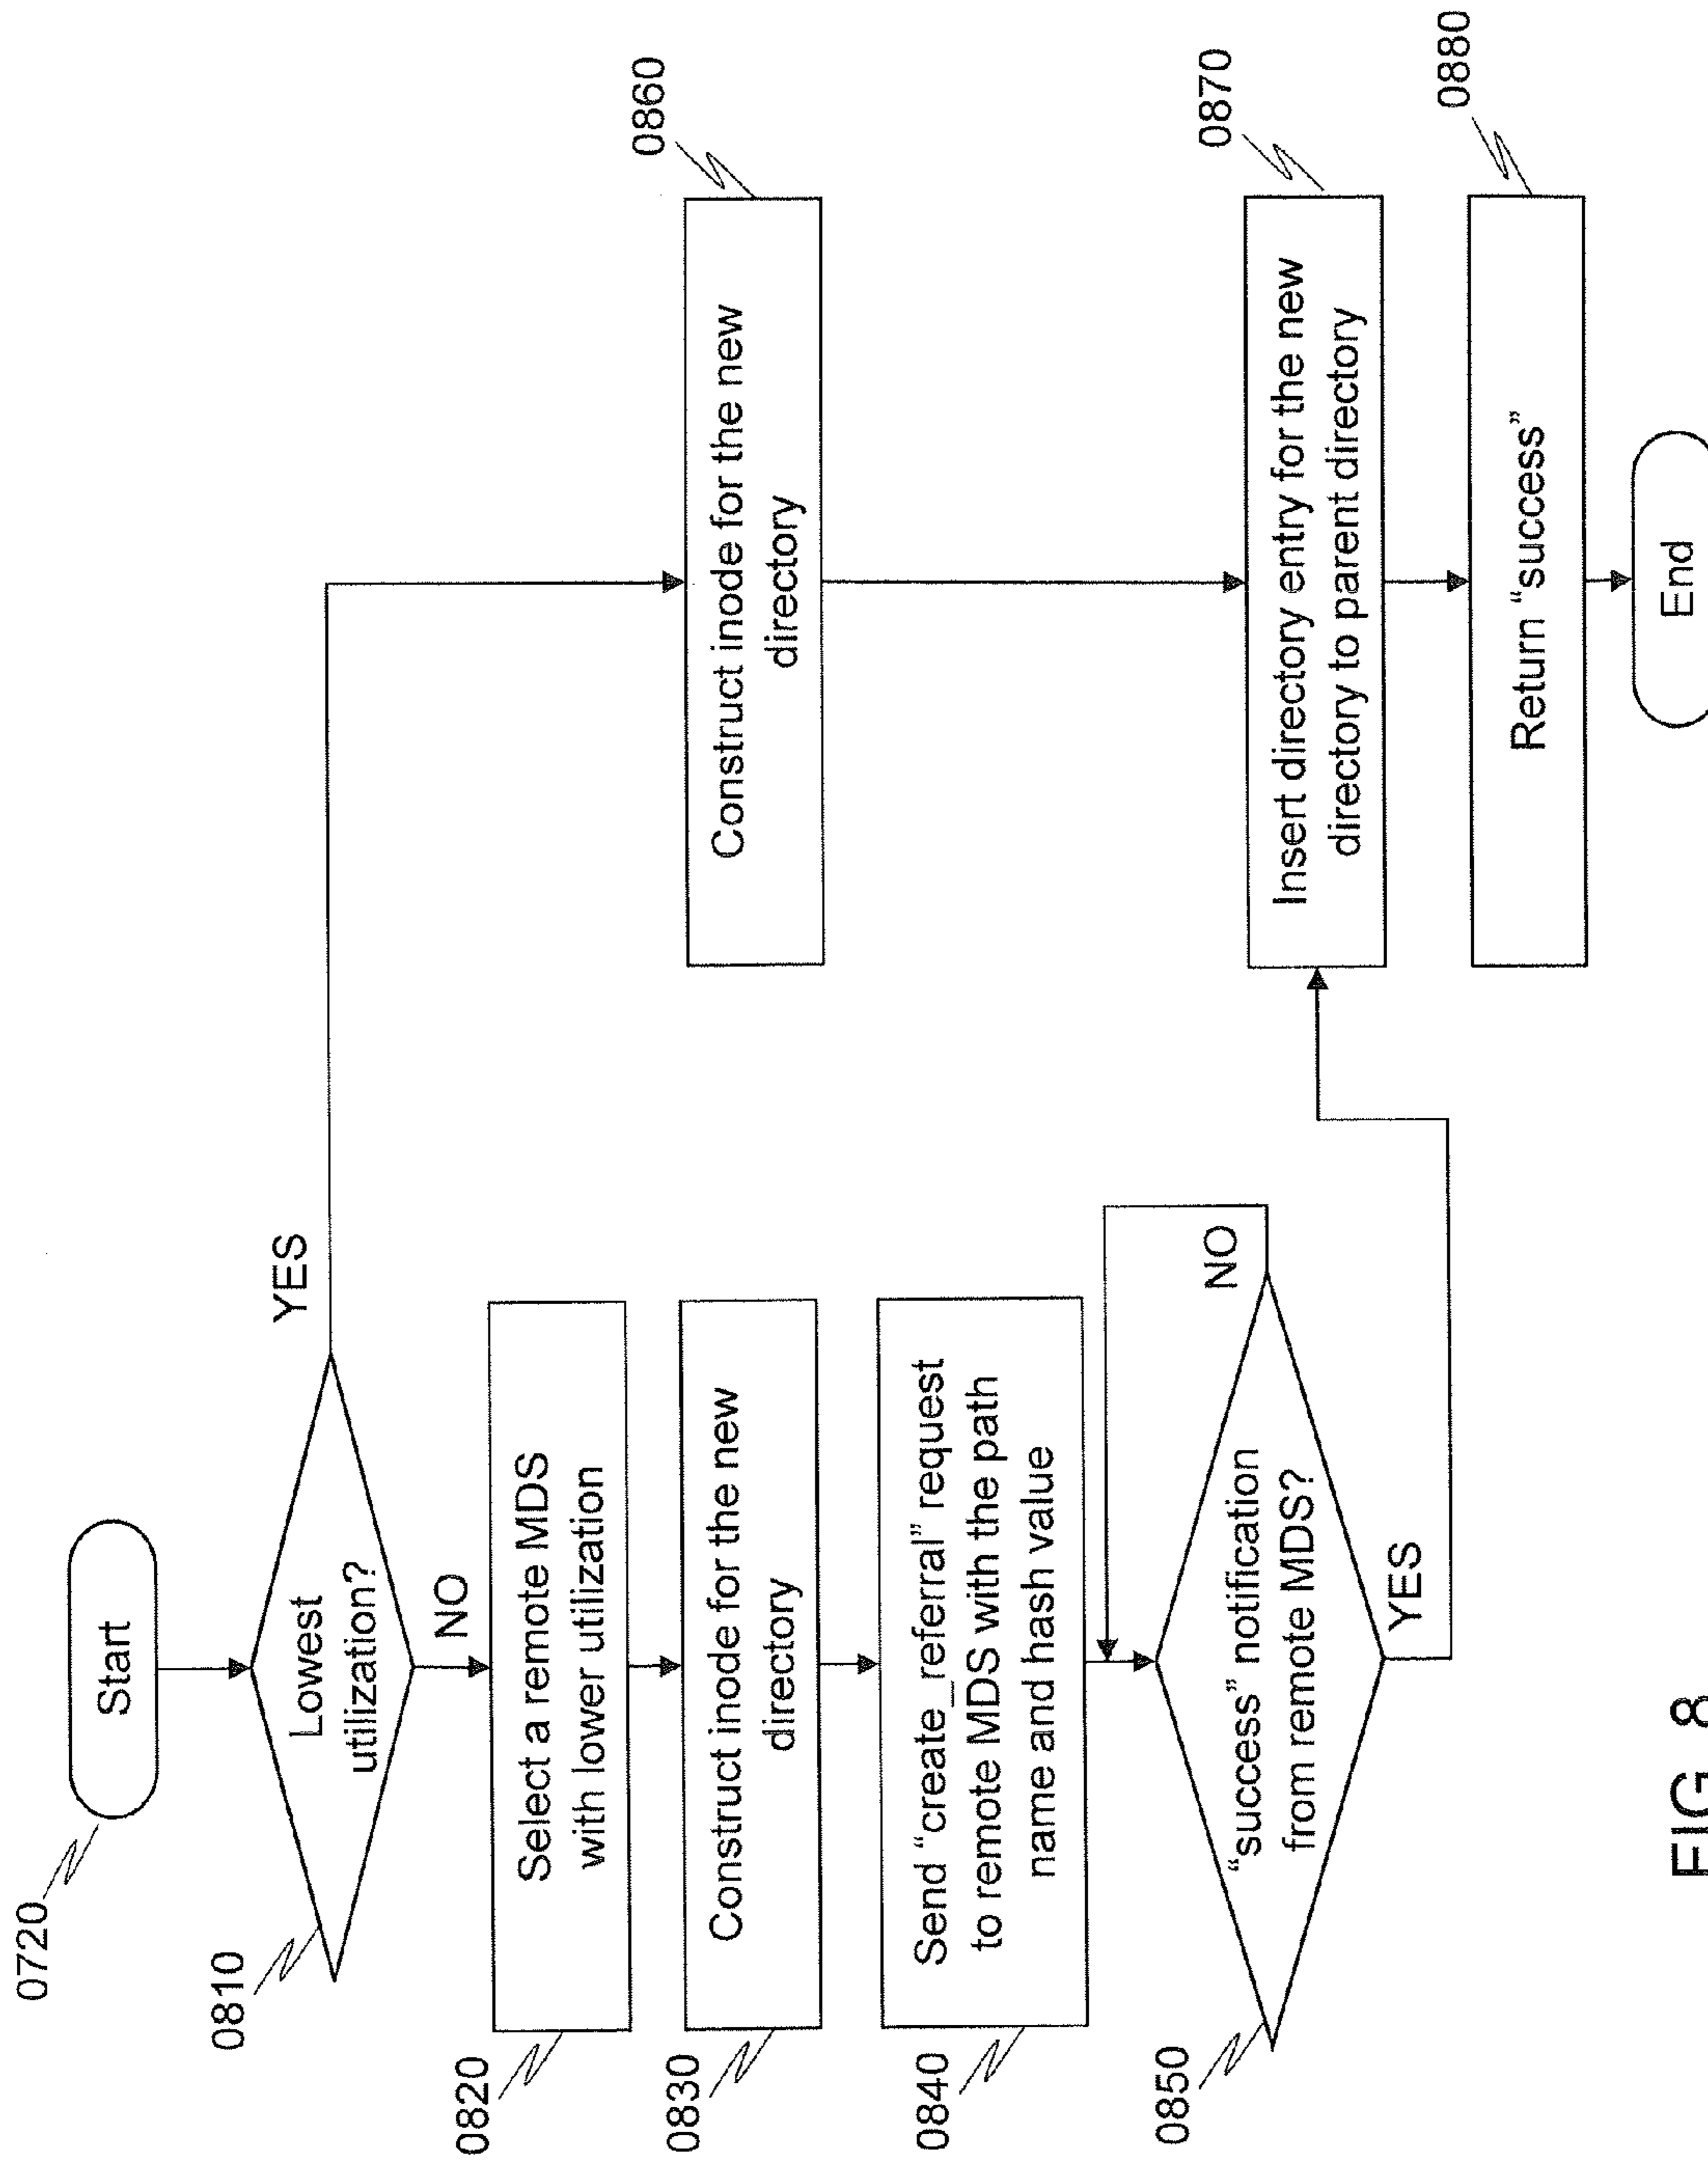 0720
Start
0810
Lowest
utilization?
YES
NO
0820
Select a remote MDS
with lower utilization
0830
Construct inode for the new
directory
0840
Send “create_referral” request
to remote MDS with the path
name and hash value
0850
“success” notification
from remote MDS?
NO
YES
0860
Construct inode for the new
directory
0870
Insert directory entry for the new
directory to parent directory
0880
Return “success”
End
FIG. 8